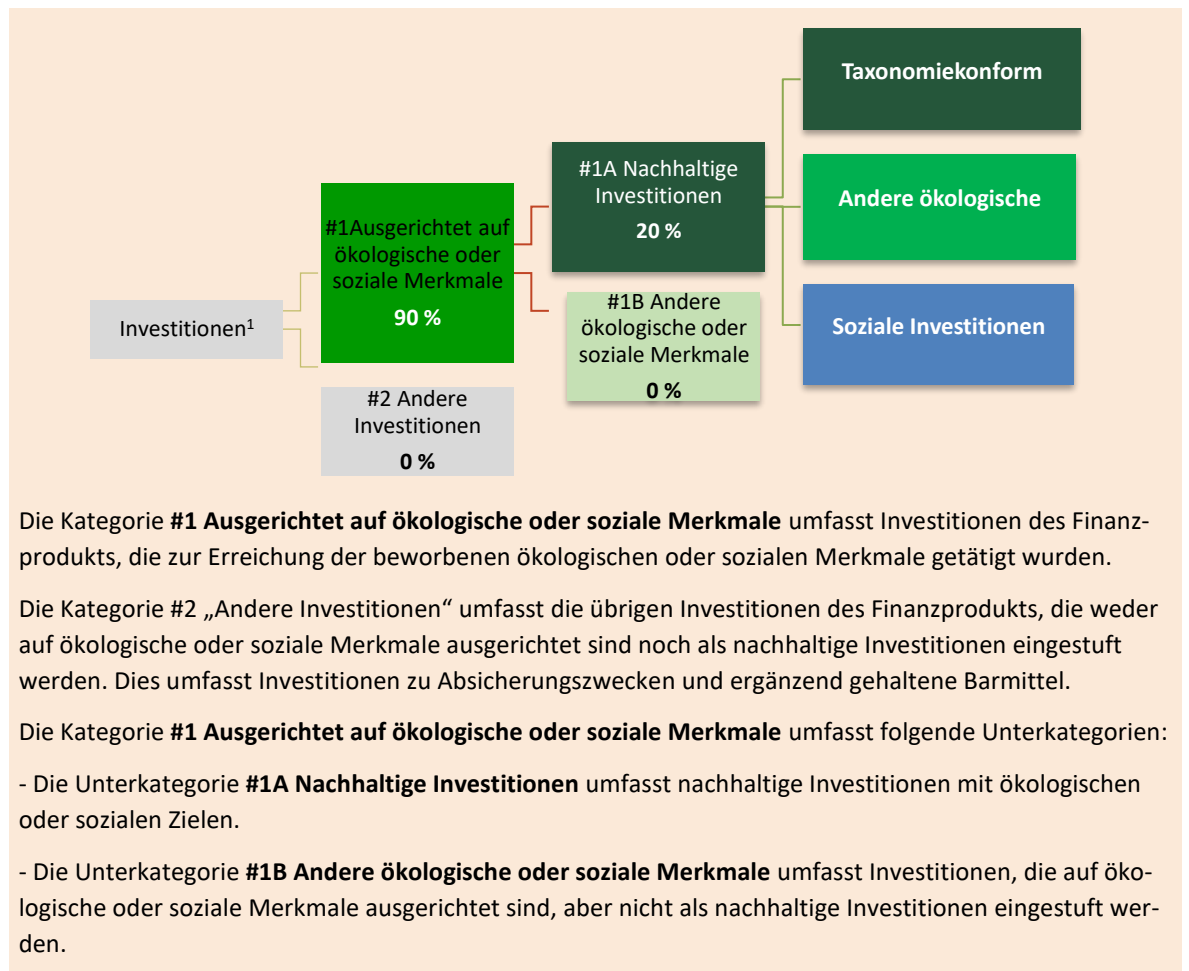 Taxonomiekonform
#1A Nachhaltige
Investitionen
20 %
Andere ökologische
#1Ausgerichtet auf
ökologische oder
soziale Merkmale
90 %
Investitionen¹
#1B Andere
ökologische oder
soziale Merkmale
0 %
Soziale Investitionen
#2 Andere
Investitionen
0 %
Die Kategorie #1 Ausgerichtet auf ökologische oder soziale Merkmale umfasst Investitionen des Finanz-
produkts, die zur Erreichung der beworbenen ökologischen oder sozialen Merkmale getätigt wurden.
Die Kategorie #2 „Andere Investitionen“ umfasst die übrigen Investitionen des Finanzprodukts, die weder
auf ökologische oder soziale Merkmale ausgerichtet sind noch als nachhaltige Investitionen eingestuft
werden. Dies umfasst Investitionen zu Absicherungszwecken und ergänzend gehaltene Barmittel.
Die Kategorie #1 Ausgerichtet auf ökologische oder soziale Merkmale umfasst folgende Unterkategorien:
- Die Unterkategorie #1A Nachhaltige Investitionen umfasst nachhaltige Investitionen mit ökologischen
oder sozialen Zielen.
- Die Unterkategorie #1B Andere ökologische oder soziale Merkmale umfasst Investitionen, die auf öko-
logische oder soziale Merkmale ausgerichtet sind, aber nicht als nachhaltige Investitionen eingestuft wer-
den.